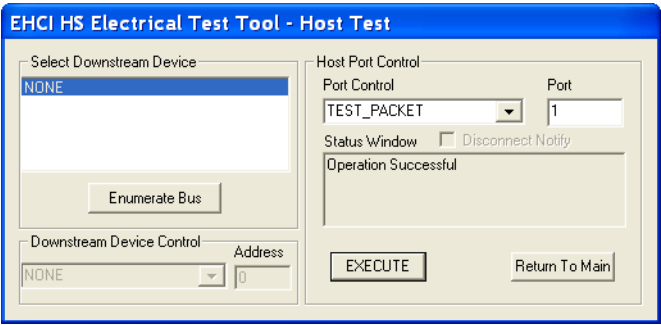 EHCI HS Electrical Test Tool - Host Test
Select Downstream Device
NONE
Enumerate Bus
Downstream Device Control
Address
NONE
0
Host Port Control
Port Control
Port
TEST_PACKET
1
Status Window
Disconnect Notify
Operation Successful
EXECUTE
Return To Main